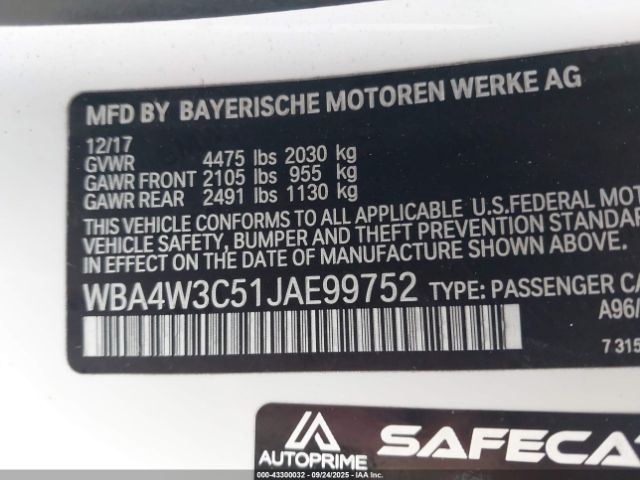 MFD BY BAYERISCHE MOTOREN WERKE AG
12/17
GVWR 4475 lbs 2030 kg
GAWR FRONT 2105 lbs 955 kg
GAWR REAR 2491 lbs 1130 kg
THIS VEHICLE CONFORMS TO ALL APPLICABLE U.S.FEDERAL MOT
VEHICLE SAFETY, BUMPER AND THEFT PREVENTION STANDAR
IN EFFECT ON THE DATE OF MANUFACTURE SHOWN ABOVE.
WBA4W3C51JAE99752 TYPE: PASSENGER CA
A96/
7 315
AUTOPRIME
SAFECA
000-43300032 - 09/24/2025 - IAA Inc.